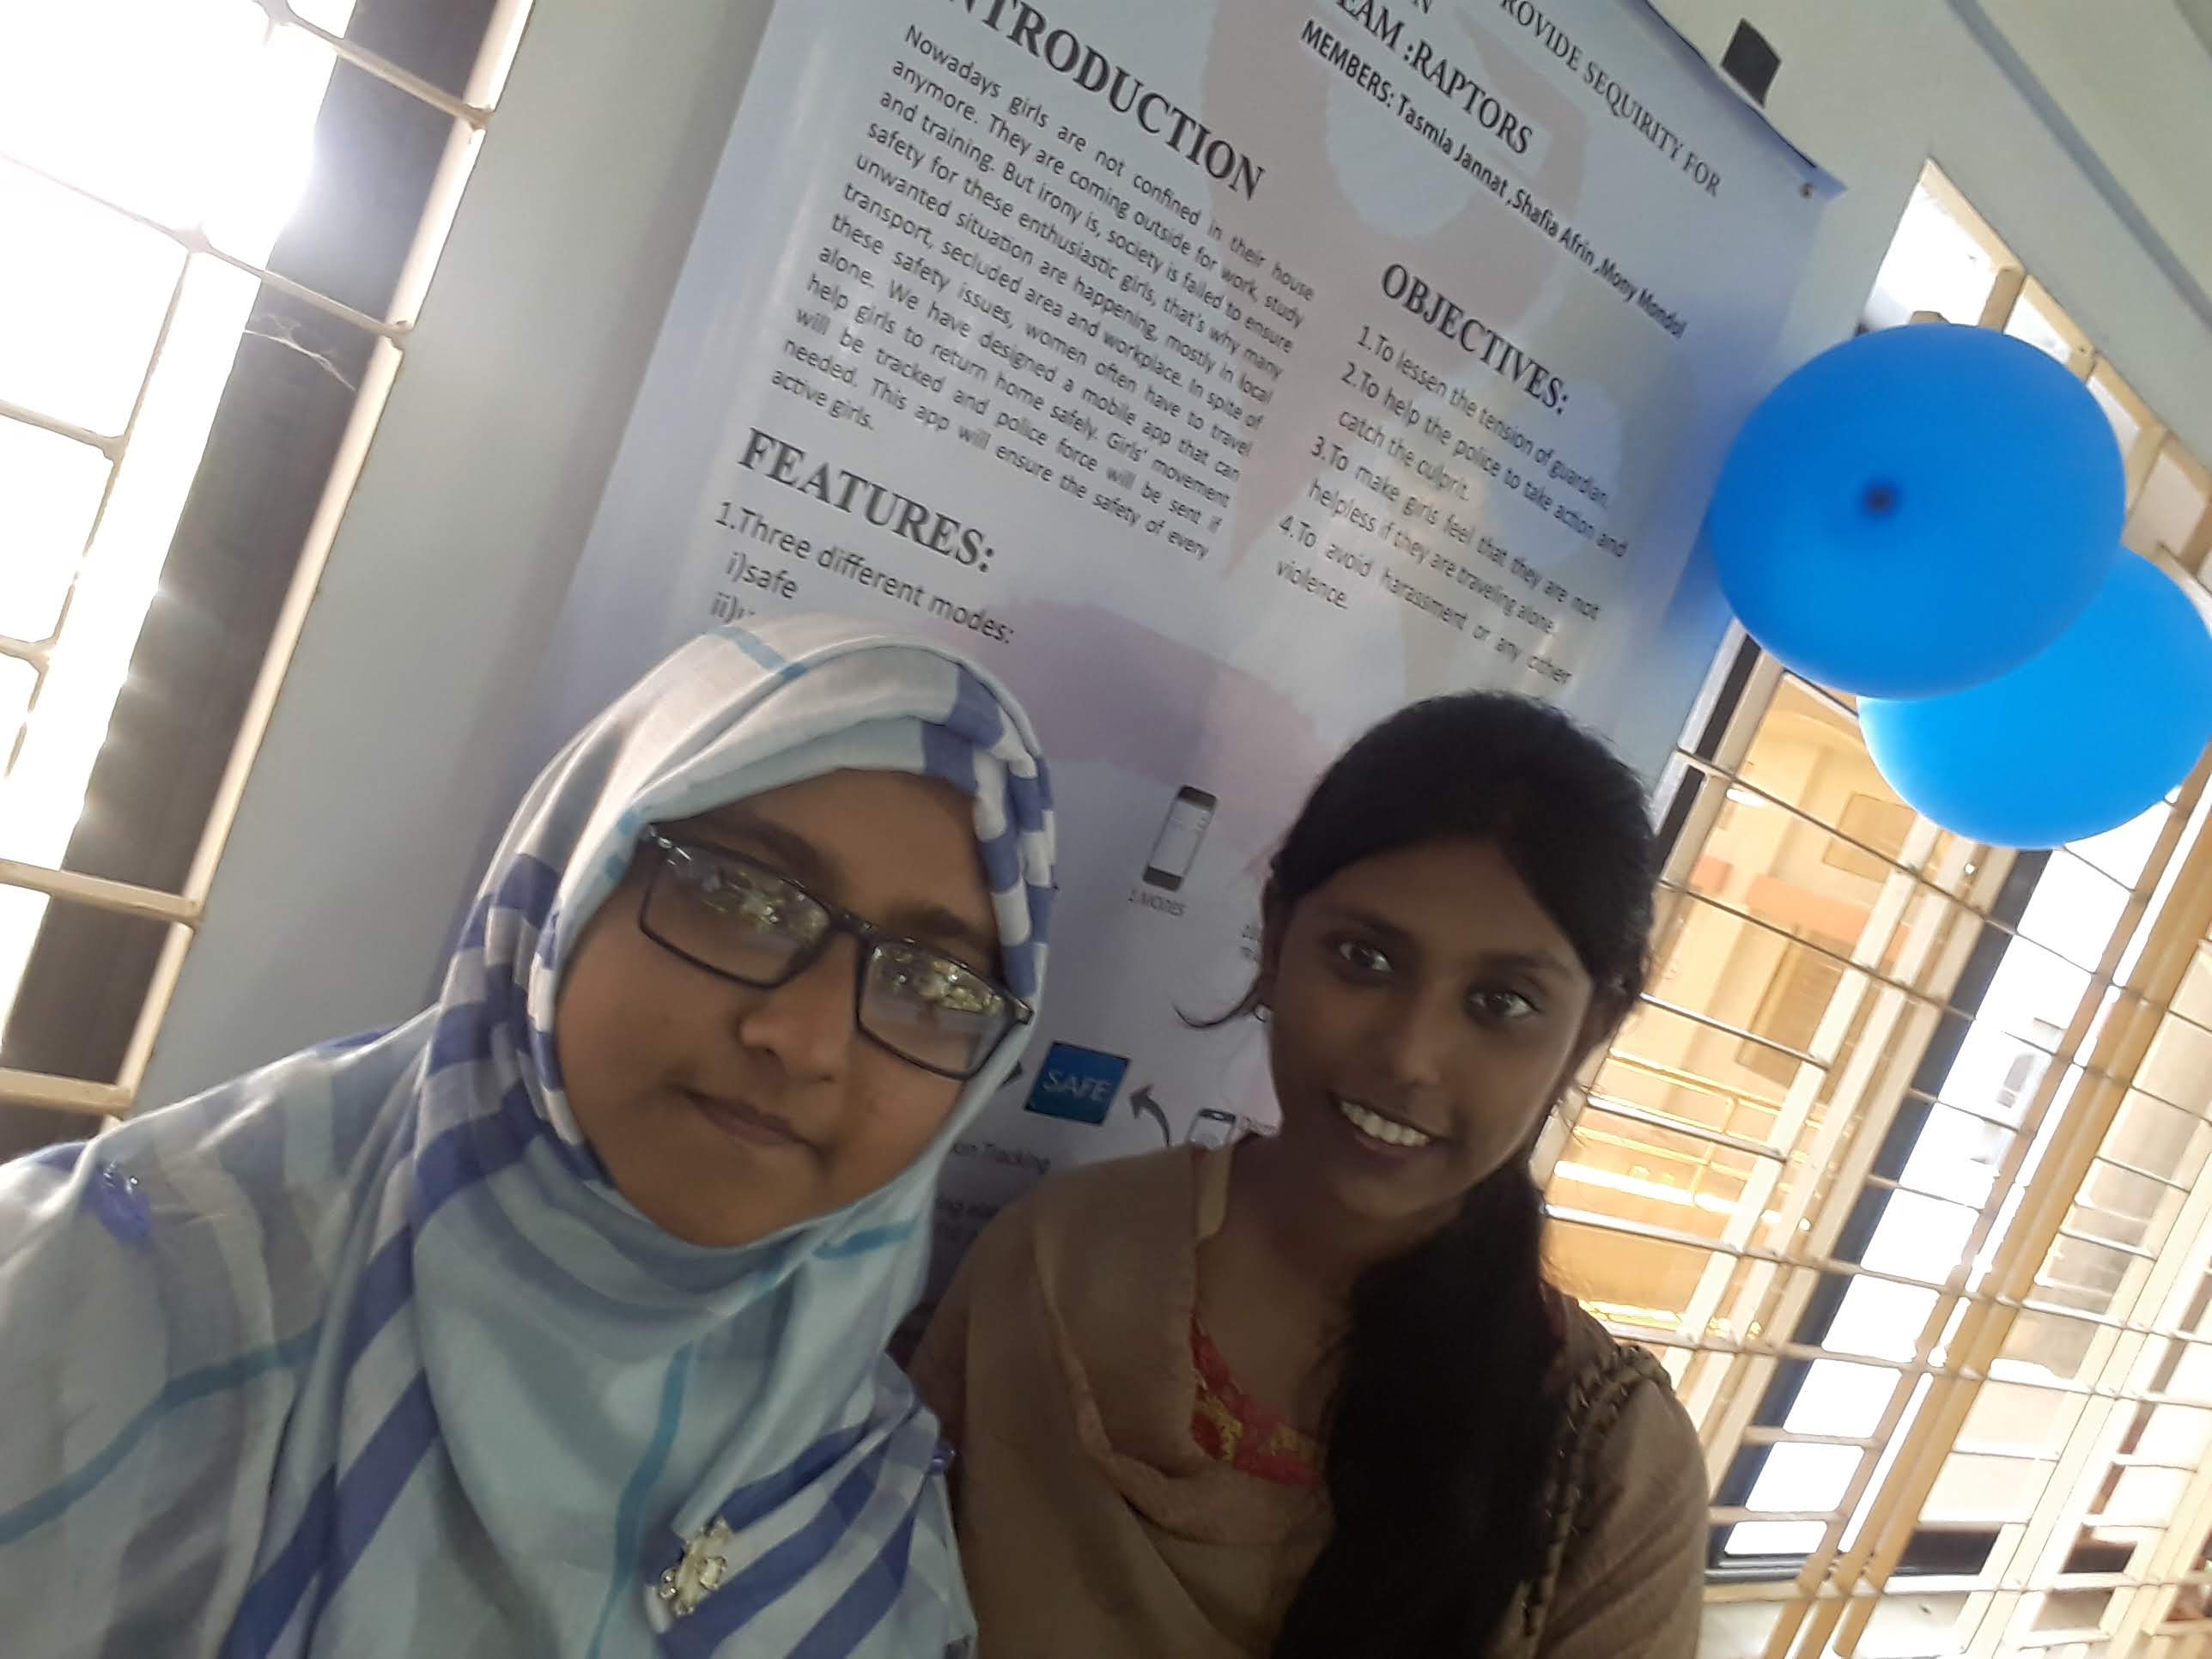 ROVIDE SEQUIRITY FOR
EAM :RAPTORS
MEMBERS: Tasmla Jannat ,Shafia Afrin ,Mony Mondol
NTRODUCTION
Nowadays girls are not confined in their house
anymore. They are coming outside for work, study
and training. But irony is, society is failed to ensure
safety for these enthusiastic girls, that's why many
unwanted situation are happening, mostly in local
transport, secluded area and workplace. In spite of
these safety issues, women often have to travel
alone. We have designed a mobile app that can
help girls to return home safely. Girls' movement
will be tracked and police force will be sent if
needed. This app will ensure the safety of every
active girls.
FEATURES:
1.Three different modes:
i)safe
ii)
OBJECTIVES:
1.To lessen the tension of guardian.
2.To help the police to take action and
catch the culprit.
3.To make girls feel that they are not
helpless if they are traveling alone.
4.To avoid harassment or any other
violence.
1.MODES
SAFE
Tracking